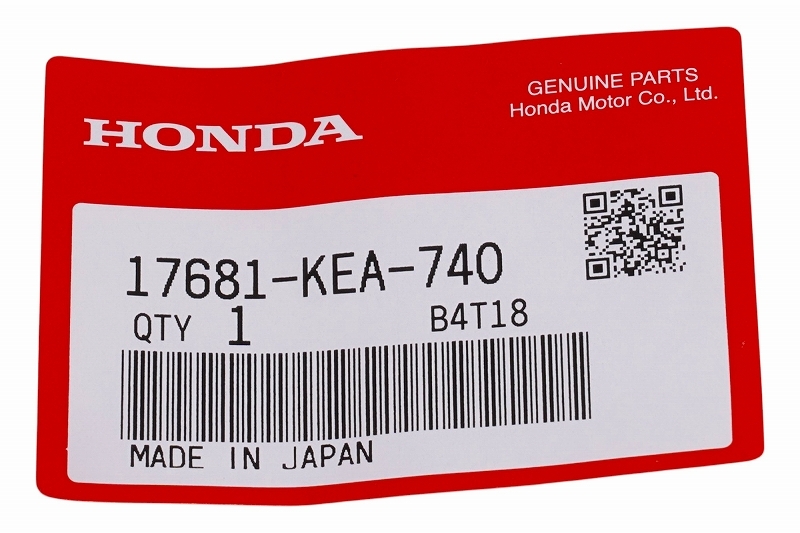 HONDA
GENUINE PARTS
Honda Motor Co., Ltd.
17681-KEA-740
QTY 1 B4T18
MADE IN JAPAN